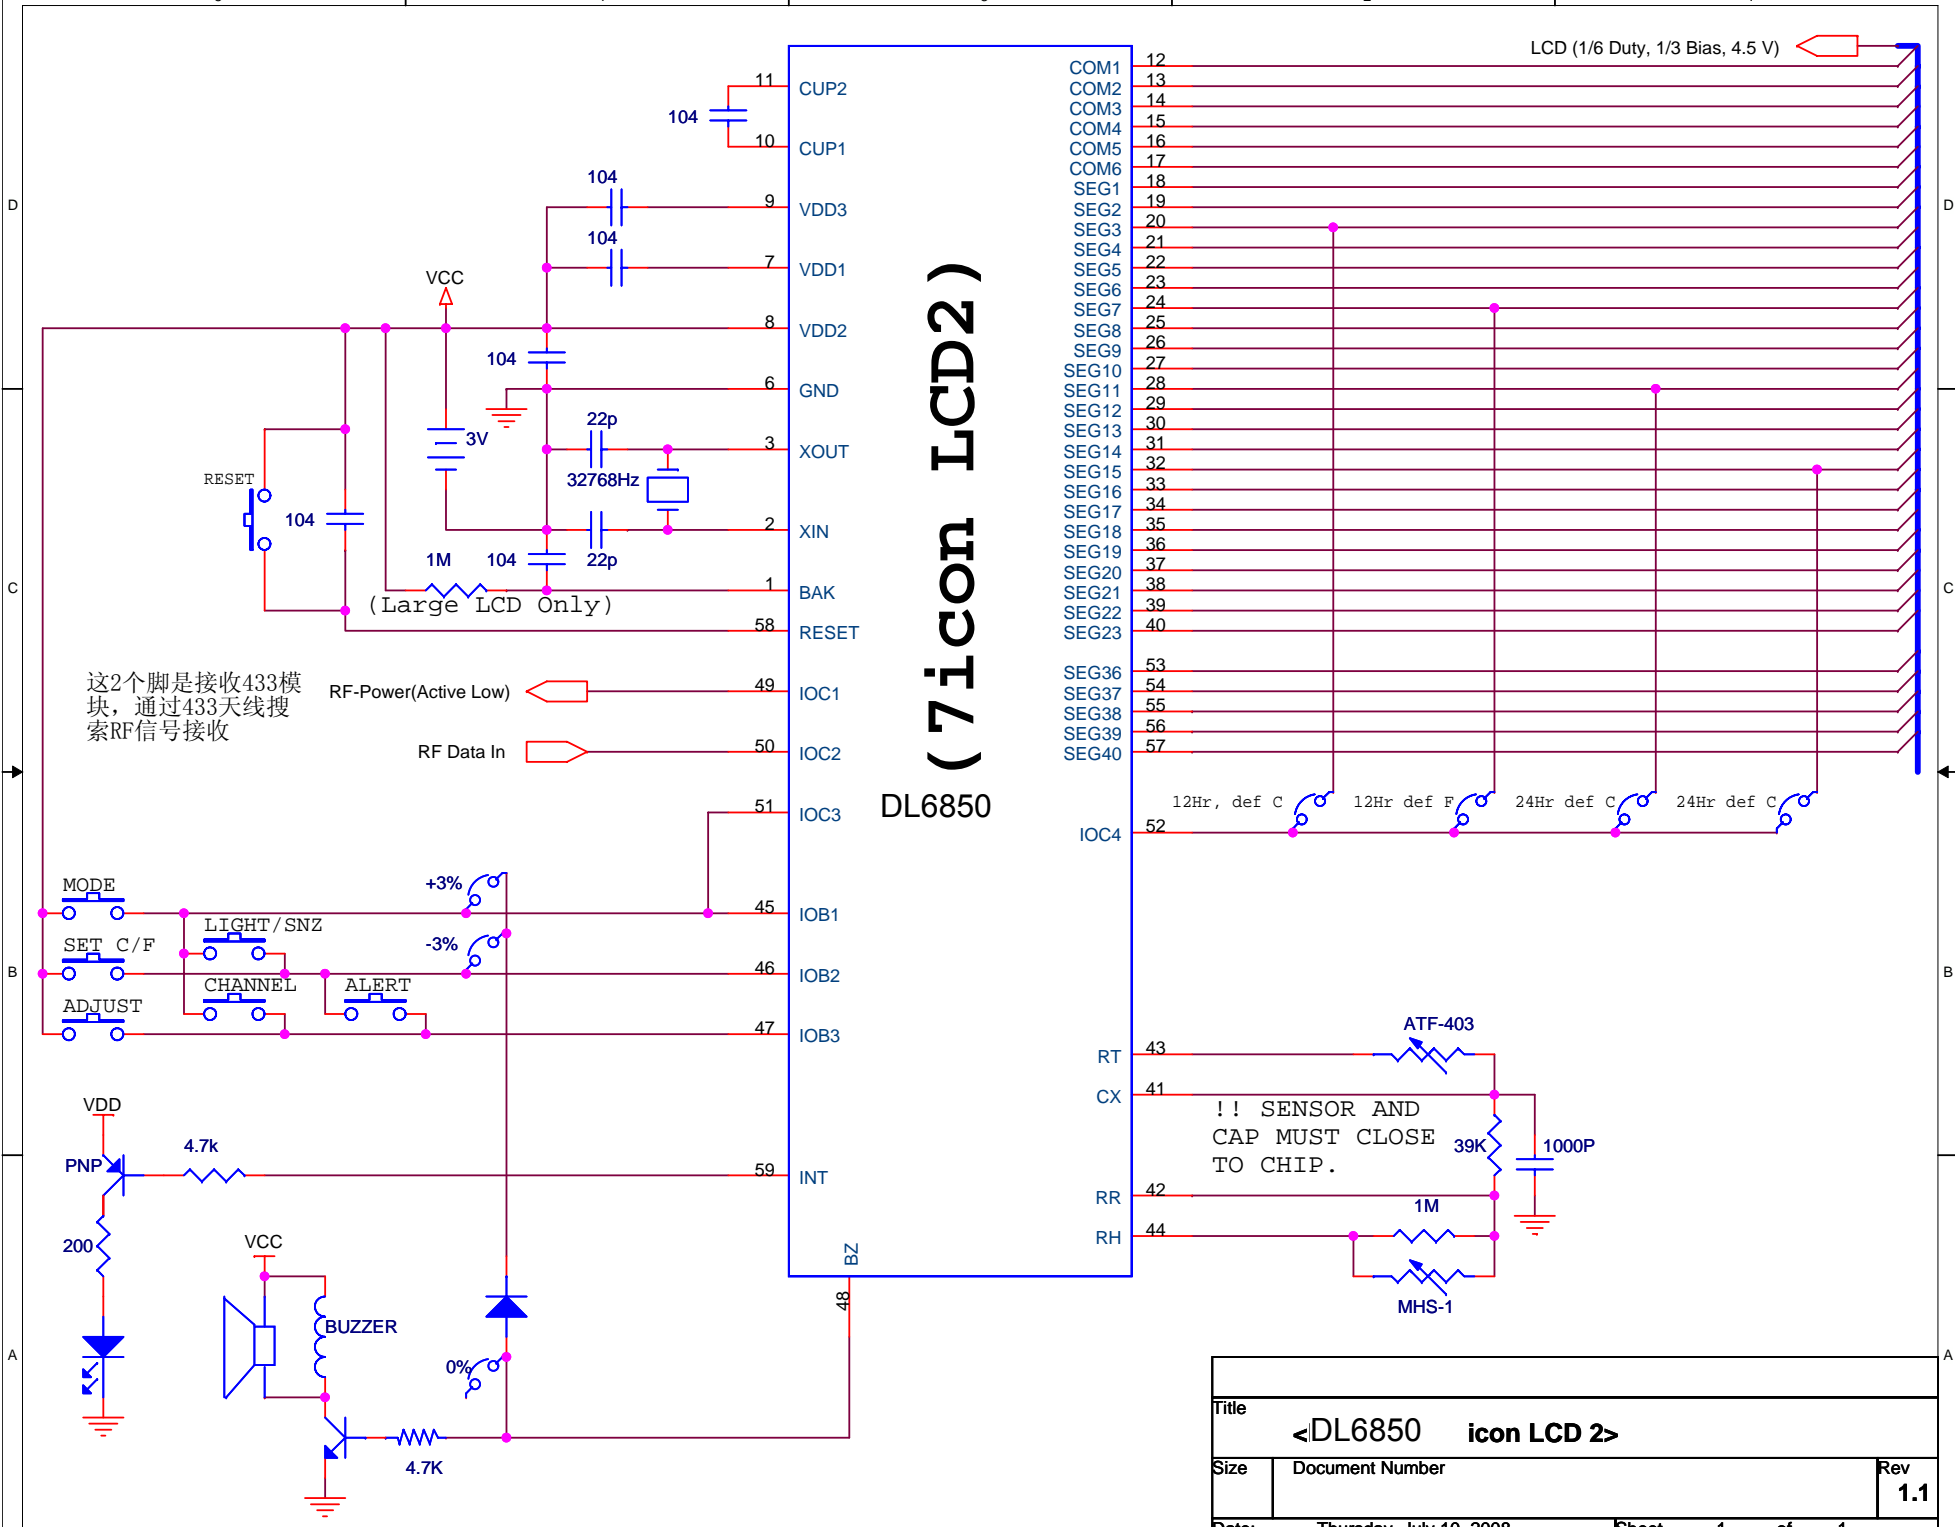 LCD (1/6 Duty, 1/3 Bias, 4.5 V)
11 CUP2
104
10 CUP1
104
9 VDD3
104
7 VDD1
VCC
8 VDD2
104
6 GND
3V
22p
3 XOUT
32768Hz
RESET
104
2 XIN
1M
104
22p
1 BAK
(Large LCD Only)
58 RESET
这2个脚是接收433模
块，通过433天线搜
索RF信号接收
RF-Power(Active Low)
49 IOC1
RF Data In
50 IOC2
51 IOC3
MODE
+3%
45 IOB1
LIGHT/SNZ
SET C/F
-3%
46 IOB2
CHANNEL
ALERT
ADJUST
47 IOB3
VDD
PNP
4.7k
59 INT
200
VCC
BUZZER
0%
4.7K
BZ
48
(7icon LCD2)
DL6850
COM1 12
COM2 13
COM3 14
COM4 15
COM5 16
COM6 17
SEG1 18
SEG2 19
SEG3 20
SEG4 21
SEG5 22
SEG6 23
SEG7 24
SEG8 25
SEG9 26
SEG10 27
SEG11 28
SEG12 29
SEG13 30
SEG14 31
SEG15 32
SEG16 33
SEG17 34
SEG18 35
SEG19 36
SEG20 37
SEG21 38
SEG22 39
SEG23 40
SEG36 53
SEG37 54
SEG38 55
SEG39 56
SEG40 57
12Hr, def C
12Hr def F
24Hr def C
24Hr def C
IOC4 52
ATF-403
RT 43
CX 41
!! SENSOR AND
CAP MUST CLOSE
TO CHIP.
39K
1000P
RR 42
1M
RH 44
MHS-1
D
D
C
C
B
B
A
A
Title
<DL6850 icon LCD 2>
Size
Document Number
Rev
1.1
Date: Thursday, July 10, 2008
Sheet 1 of 1